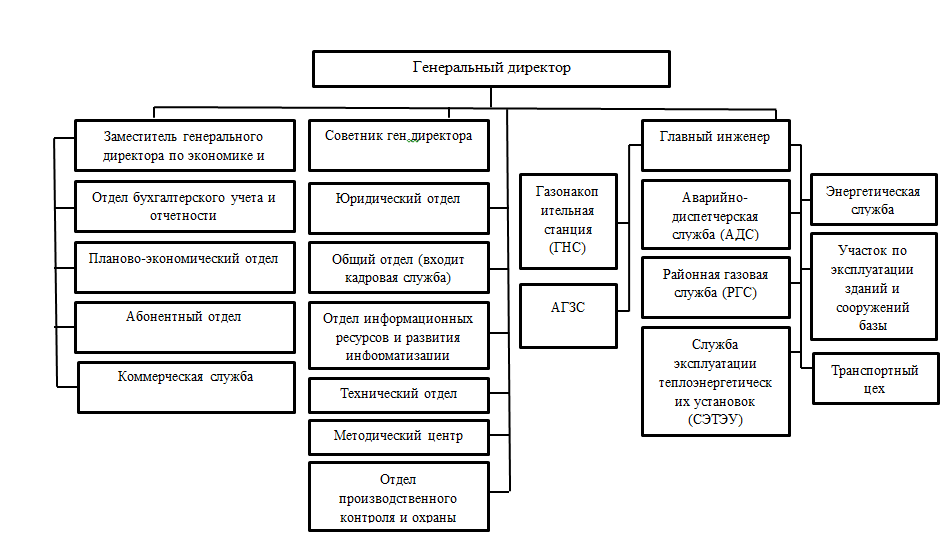 Генеральный директор
Заместитель генерального
директора по экономике и
Отдел бухгалтерского учета и
отчетности
Планово-экономический отдел
Абонентный отдел
Коммерческая служба
Советник ген.директора
Юридический отдел
Общий отдел (входит
кадровая служба)
Отдел информационных
ресурсов и развития
информатизации
Технический отдел
Методический центр
Отдел
производственного
контроля и охраны
Газонакоп
ительная
станция
(ГНС)
АГЗС
Главный инженер
Аварийно-
диспетчерская
служба (АДС)
Районная газовая
служба (РГС)
Служба
эксплуатации
теплоэнергетическ
их установок
(СЭТЭУ)
Энергетическая
служба
Участок по
эксплуатации
зданий и
сооружений
базы
Транспортный
цех